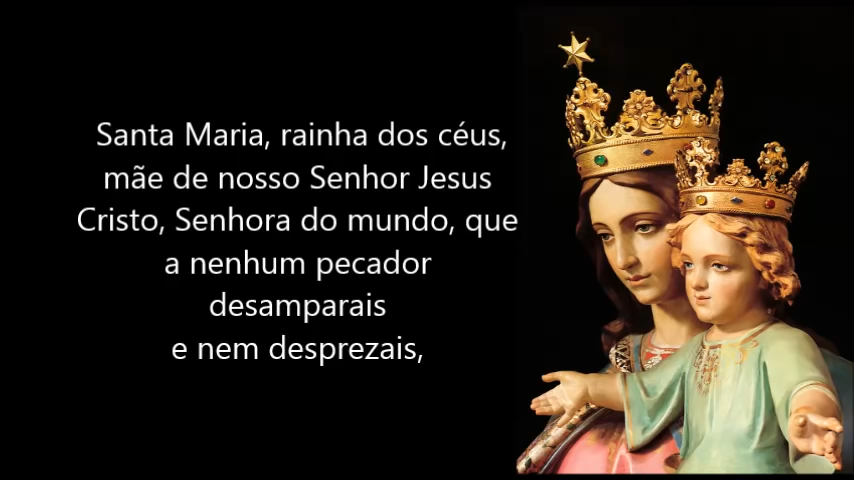 Santa Maria, rainha dos céus,
mãe de nosso Senhor Jesus
Cristo, Senhora do mundo, que
a nenhum pecador
desamparais
e nem desprezais,